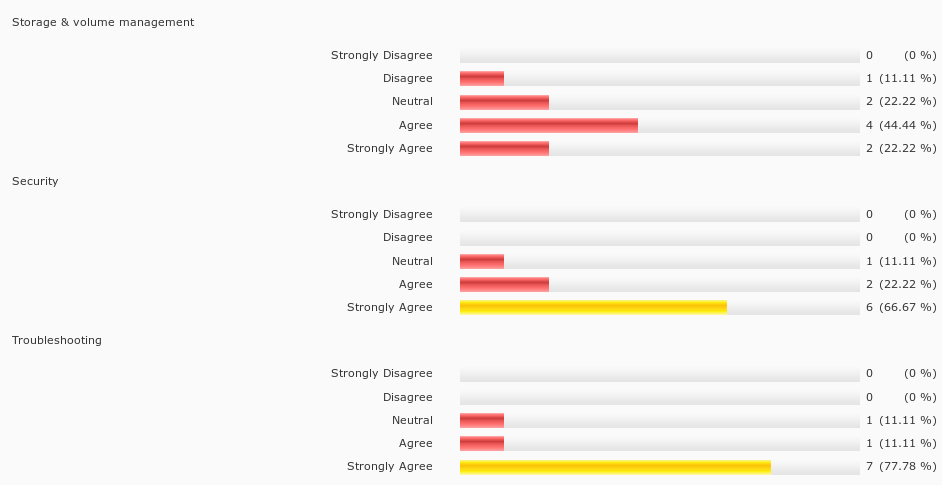 Storage & volume management
Strongly Disagree 0 (0 %)
Disagree 1 (11.11 %)
Neutral 2 (22.22 %)
Agree 4 (44.44 %)
Strongly Agree 2 (22.22 %)
Security
Strongly Disagree 0 (0 %)
Disagree 0 (0 %)
Neutral 1 (11.11 %)
Agree 2 (22.22 %)
Strongly Agree 6 (66.67 %)
Troubleshooting
Strongly Disagree 0 (0 %)
Disagree 0 (0 %)
Neutral 1 (11.11 %)
Agree 1 (11.11 %)
Strongly Agree 7 (77.78 %)